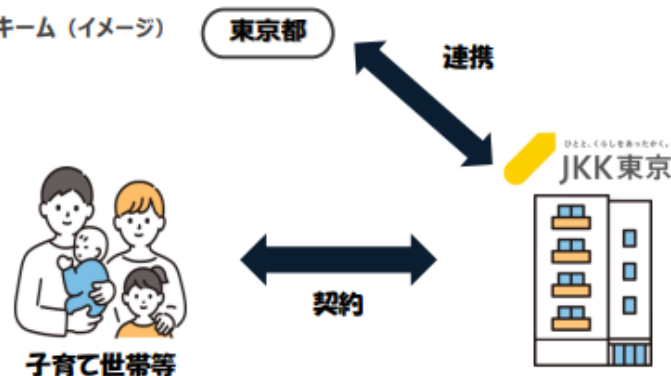 キーム（イメージ）
東京都
連携
ひとと、くらしをあったかく。
JKK東京
契約
子育て世帯等